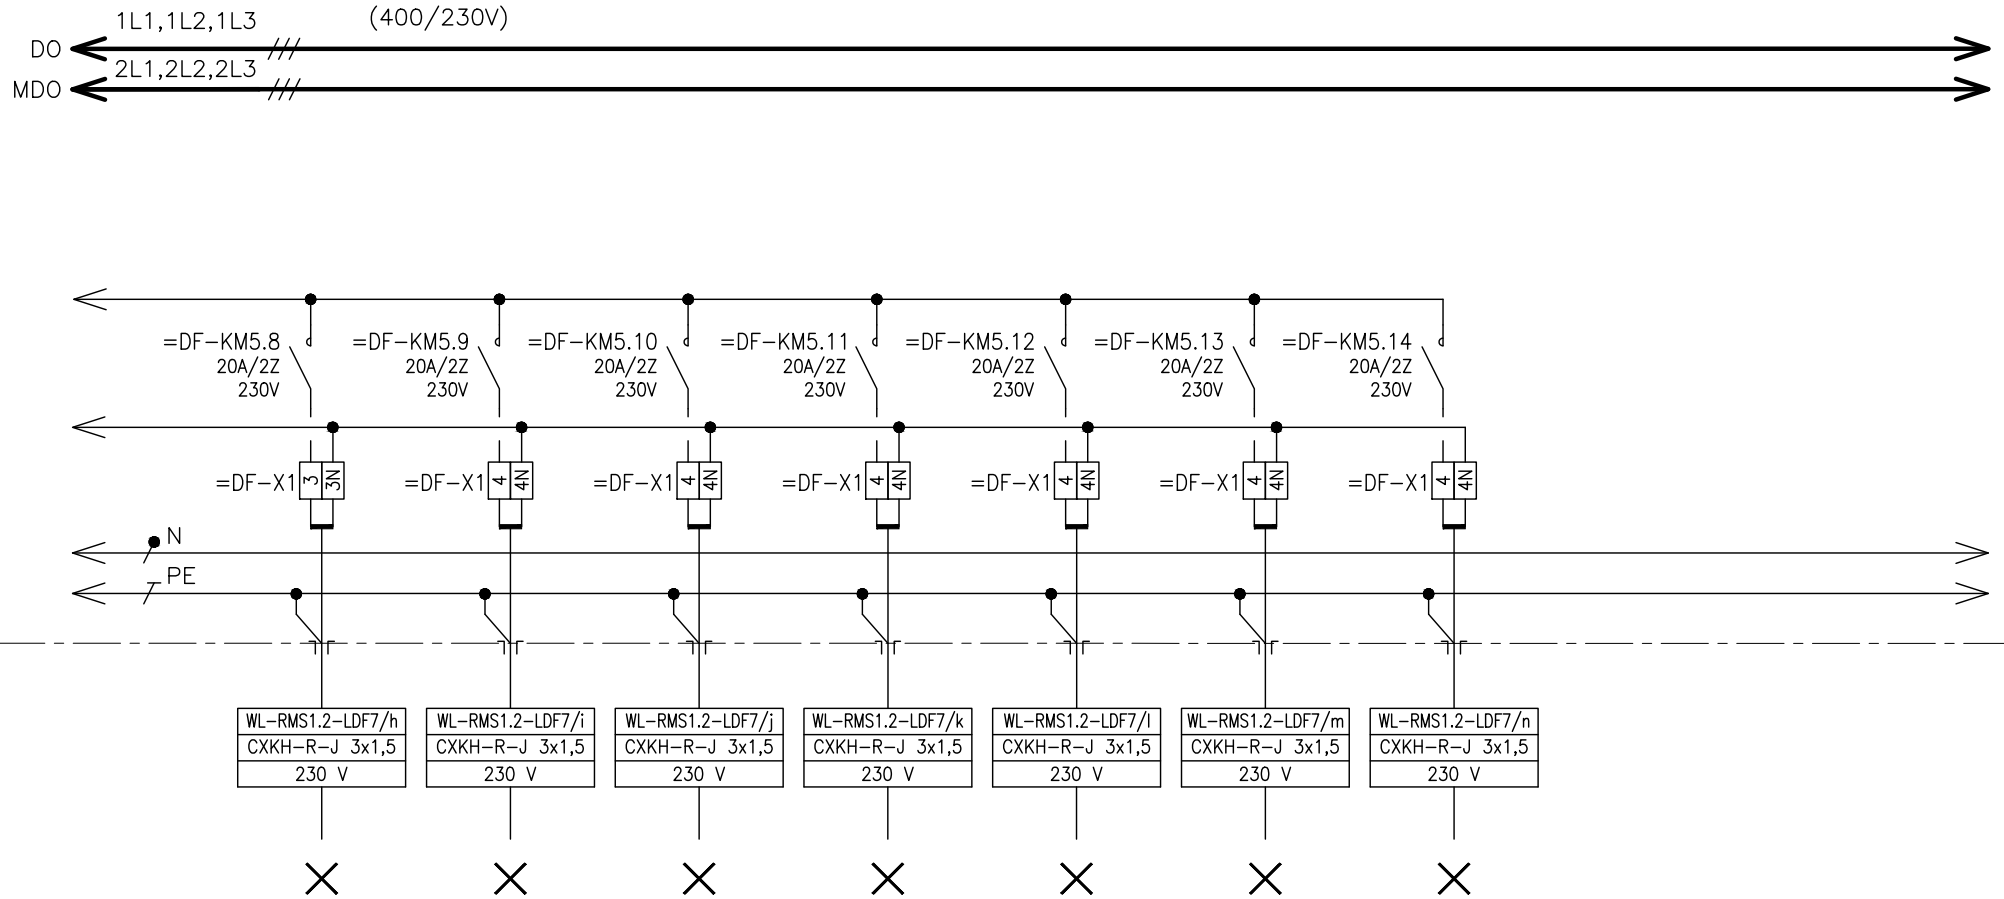 1L1,1L2,1L3 (400/230V)
DO
2L1,2L2,2L3
MDO
=DF-KM5.8 =DF-KM5.9 =DF-KM5.10 =DF-KM5.11 =DF-KM5.12 =DF-KM5.13 =DF-KM5.14
20A/2Z 20A/2Z 20A/2Z 20A/2Z 20A/2Z 20A/2Z 20A/2Z
230V 230V 230V 230V 230V 230V 230V
=DF-X1 3 3N =DF-X1 4 4N =DF-X1 4 4N =DF-X1 4 4N =DF-X1 4 4N =DF-X1 4 4N =DF-X1 4 4N
N
PE
WL-RMS1.2-LDF7/h WL-RMS1.2-LDF7/i WL-RMS1.2-LDF7/j WL-RMS1.2-LDF7/k WL-RMS1.2-LDF7/l WL-RMS1.2-LDF7/m WL-RMS1.2-LDF7/n
CXKH-R-J 3x1,5 CXKH-R-J 3x1,5 CXKH-R-J 3x1,5 CXKH-R-J 3x1,5 CXKH-R-J 3x1,5 CXKH-R-J 3x1,5 CXKH-R-J 3x1,5
230 V 230 V 230 V 230 V 230 V 230 V 230 V